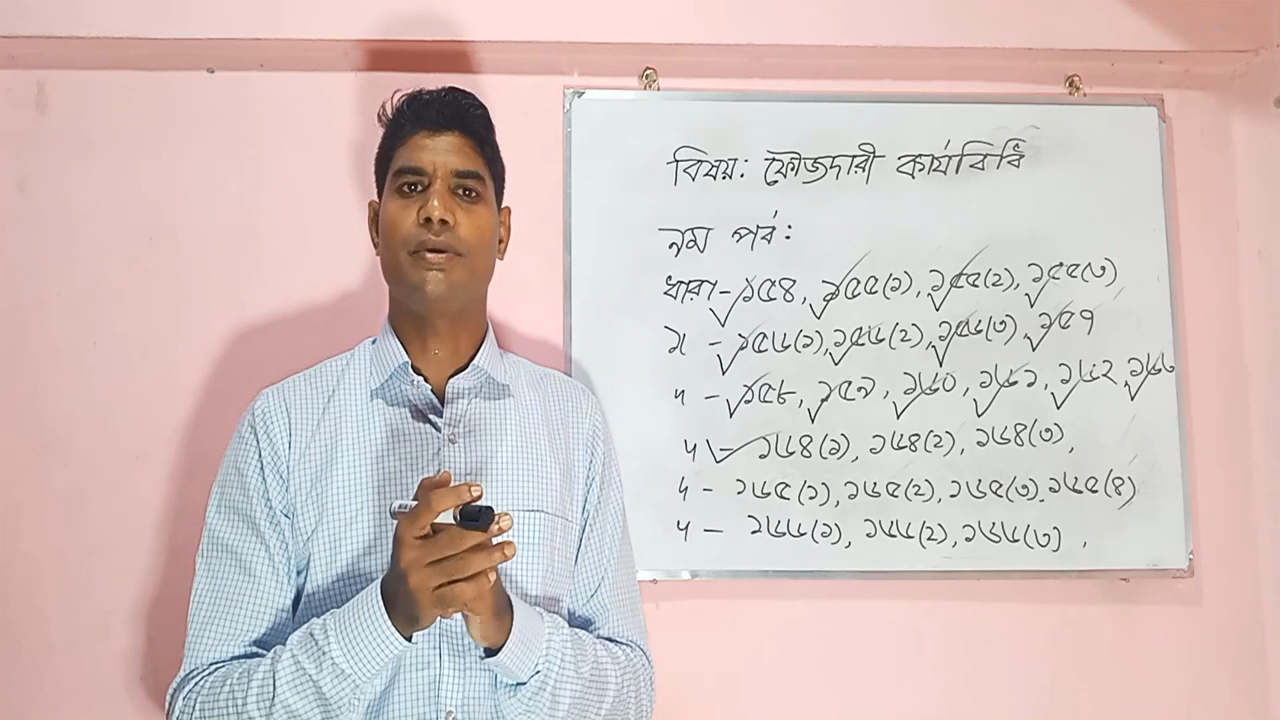 বিষয়: ফৌজদারী কার্যবিধি
নবম পর্ব:
ধারা - ১৫৪, ১৫৫(১), ১৫৫(২), ১৫৫(৩)
" - ১৫৬(১), ১৫৬(২), ১৫৬(৩), ১৫৭
" - ১৫৮, ১৫৯, ১৬০, ১৬১, ১৬২, ১৬৩
" - ১৬৪(১), ১৬৪(২), ১৬৪(৩),
" - ১৬৫(১), ১৬৫(২), ১৬৫(৩), ১৬৫(৪)
" - ১৬৬(১), ১৬৬(২), ১৬৬(৩),